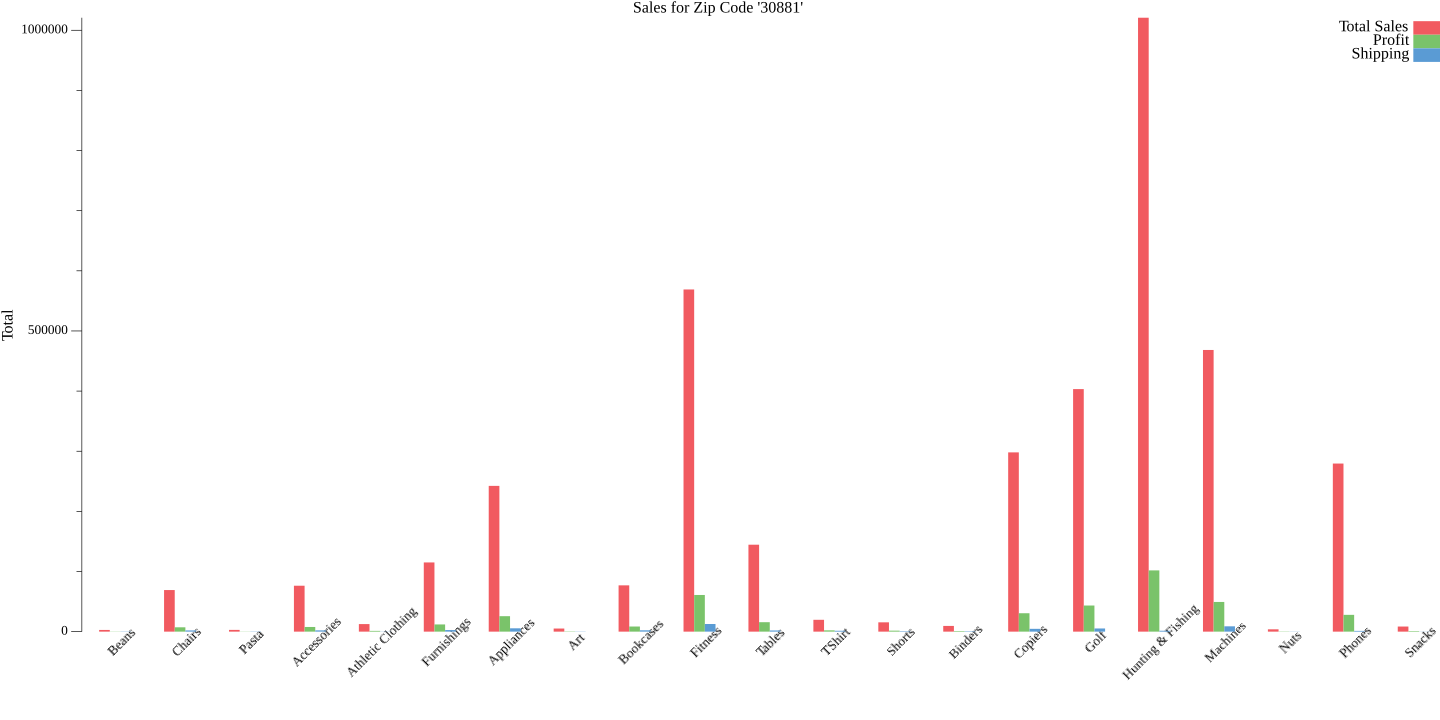 Sales for Zip Code '30881'
Total Sales
Profit
Shipping
Total
1000000
500000
0
Beans
Chairs
Pasta
Accessories
Athletic Clothing
Furnishings
Appliances
Art
Bookcases
Fitness
Tables
TShirt
Shorts
Binders
Copiers
Golf
Hunting & Fishing
Machines
Nuts
Phones
Snacks